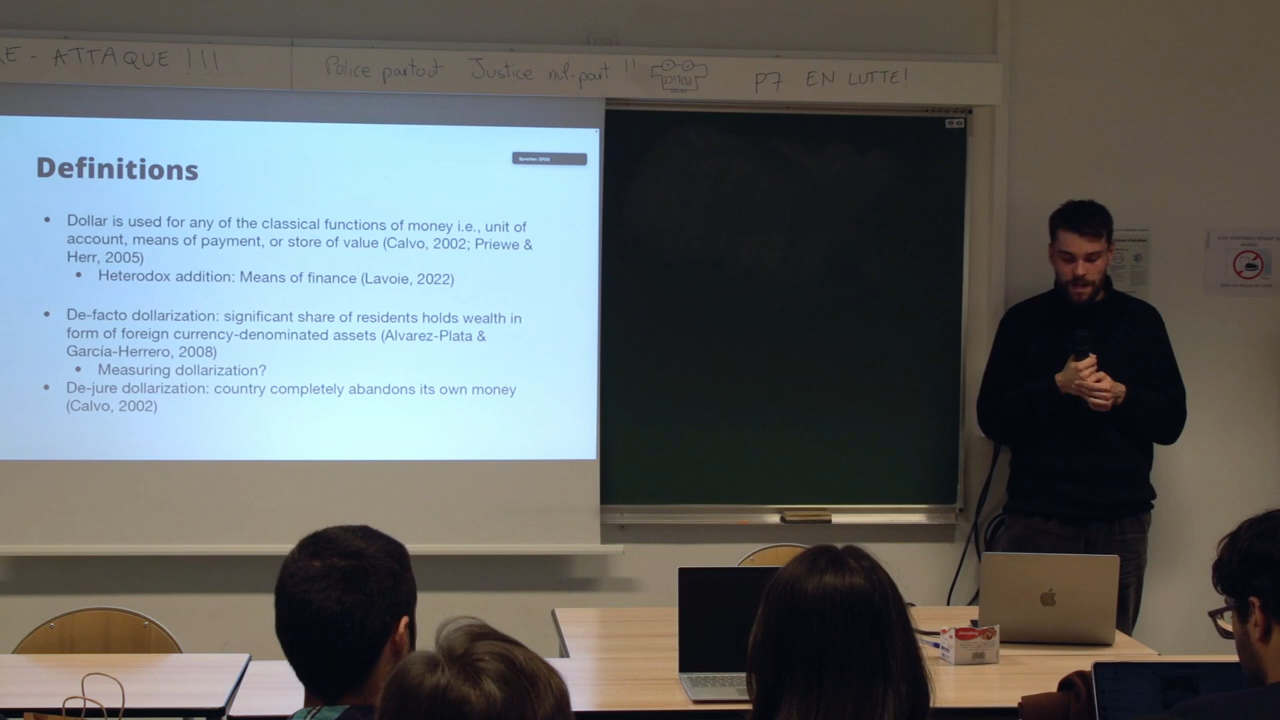 E - ATTAQUE !!!
Police partout Justice nul-part !!
P7 EN LUTTE!
Definitions
• Dollar is used for any of the classical functions of money i.e., unit of
account, means of payment, or store of value (Calvo, 2002; Priewe &
Herr, 2005)
• Heterodox addition: Means of finance (Lavoie, 2022)
• De-facto dollarization: significant share of residents holds wealth in
form of foreign currency-denominated assets (Alvarez-Plata &
García-Herrero, 2008)
• Measuring dollarization?
• De-jure dollarization: country completely abandons its own money
(Calvo, 2002)